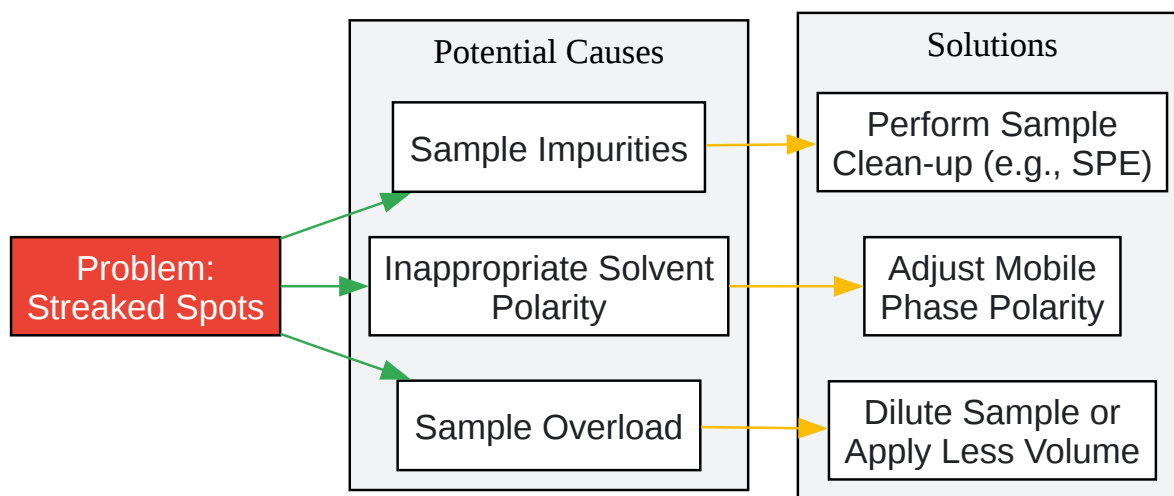 Potential Causes
Solutions
Problem:
Streaked Spots
Sample Impurities
Inappropriate Solvent
Polarity
Sample Overload
Perform Sample
Clean-up (e.g., SPE)
Adjust Mobile
Phase Polarity
Dilute Sample or
Apply Less Volume